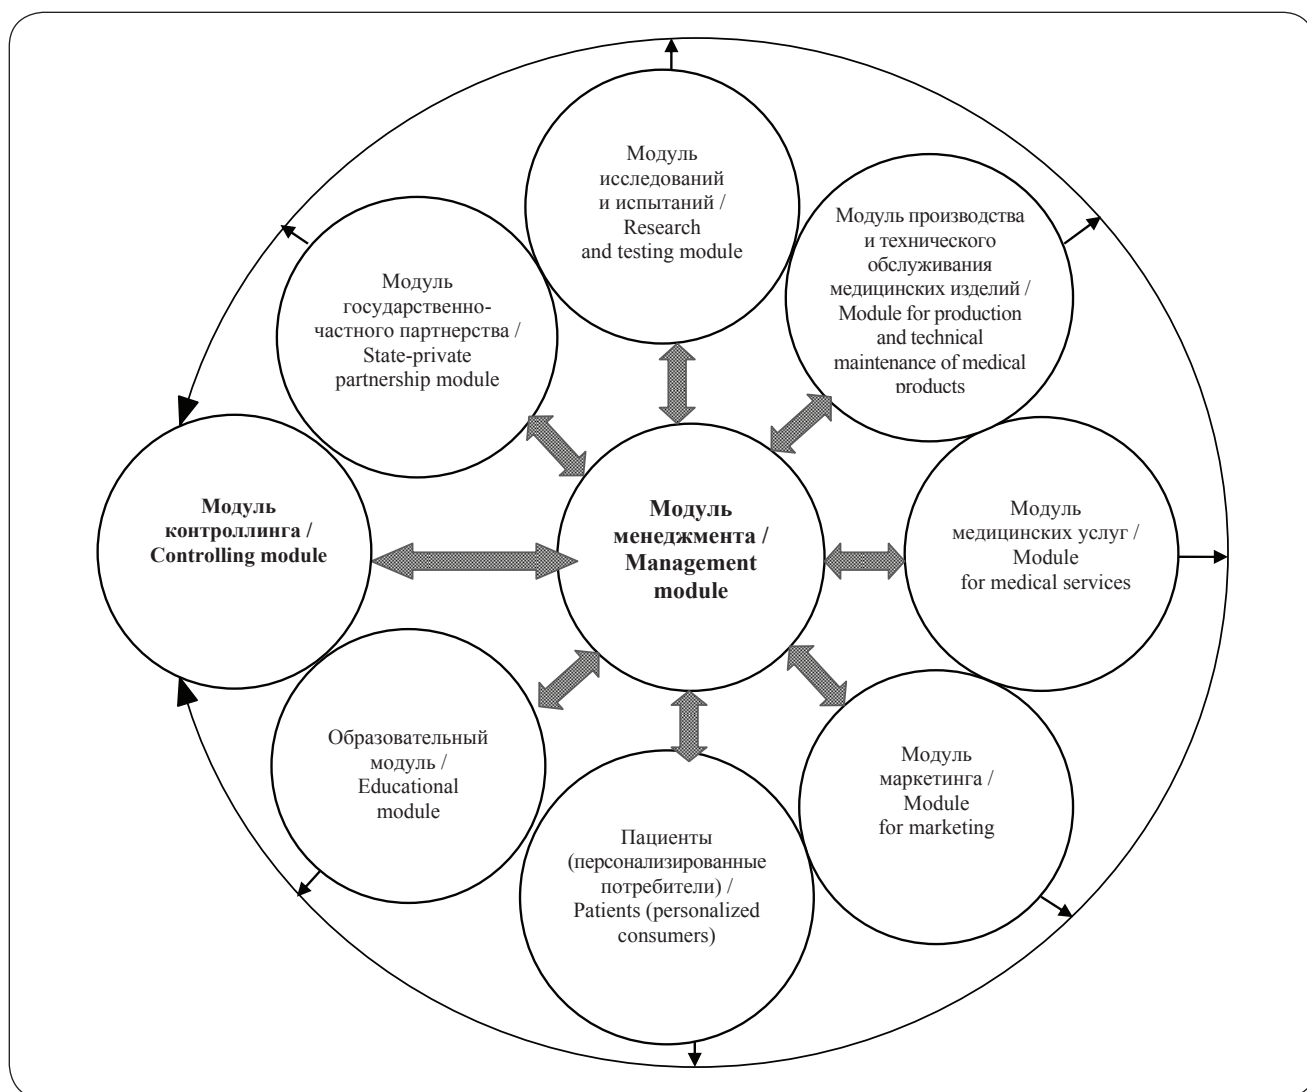 Модуль
исследований
и испытаний /
Research
and testing module
Модуль производства
и технического
обслуживания
медицинских изделий /
Module for production
and technical
maintenance of medical
products
Модуль
государственно-
частного партнерства /
State-private
partnership module
Модуль
контроллинга /
Controlling module
Модуль
менеджмента /
Management
module
Модуль
медицинских услуг /
Module
for medical services
Образовательный
модуль /
Educational
module
Модуль
маркетинга /
Module
for marketing
Пациенты
(персонализированные
потребители) /
Patients (personalized
consumers)